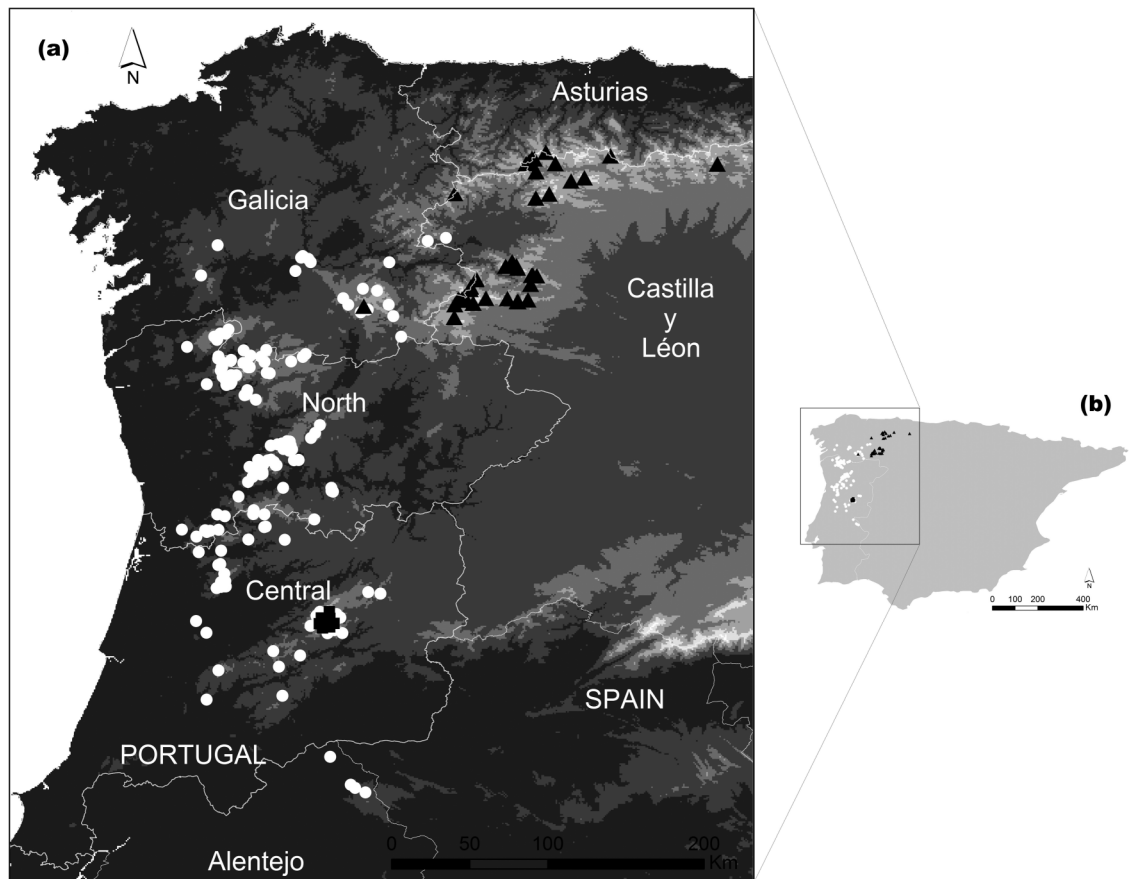 (a)
N
Asturias
Galicia
Castilla
y
Léon
North
(b)
Central
N
0 100 200 400
Km
SPAIN
PORTUGAL
0 50 100 200
Km
Alentejo